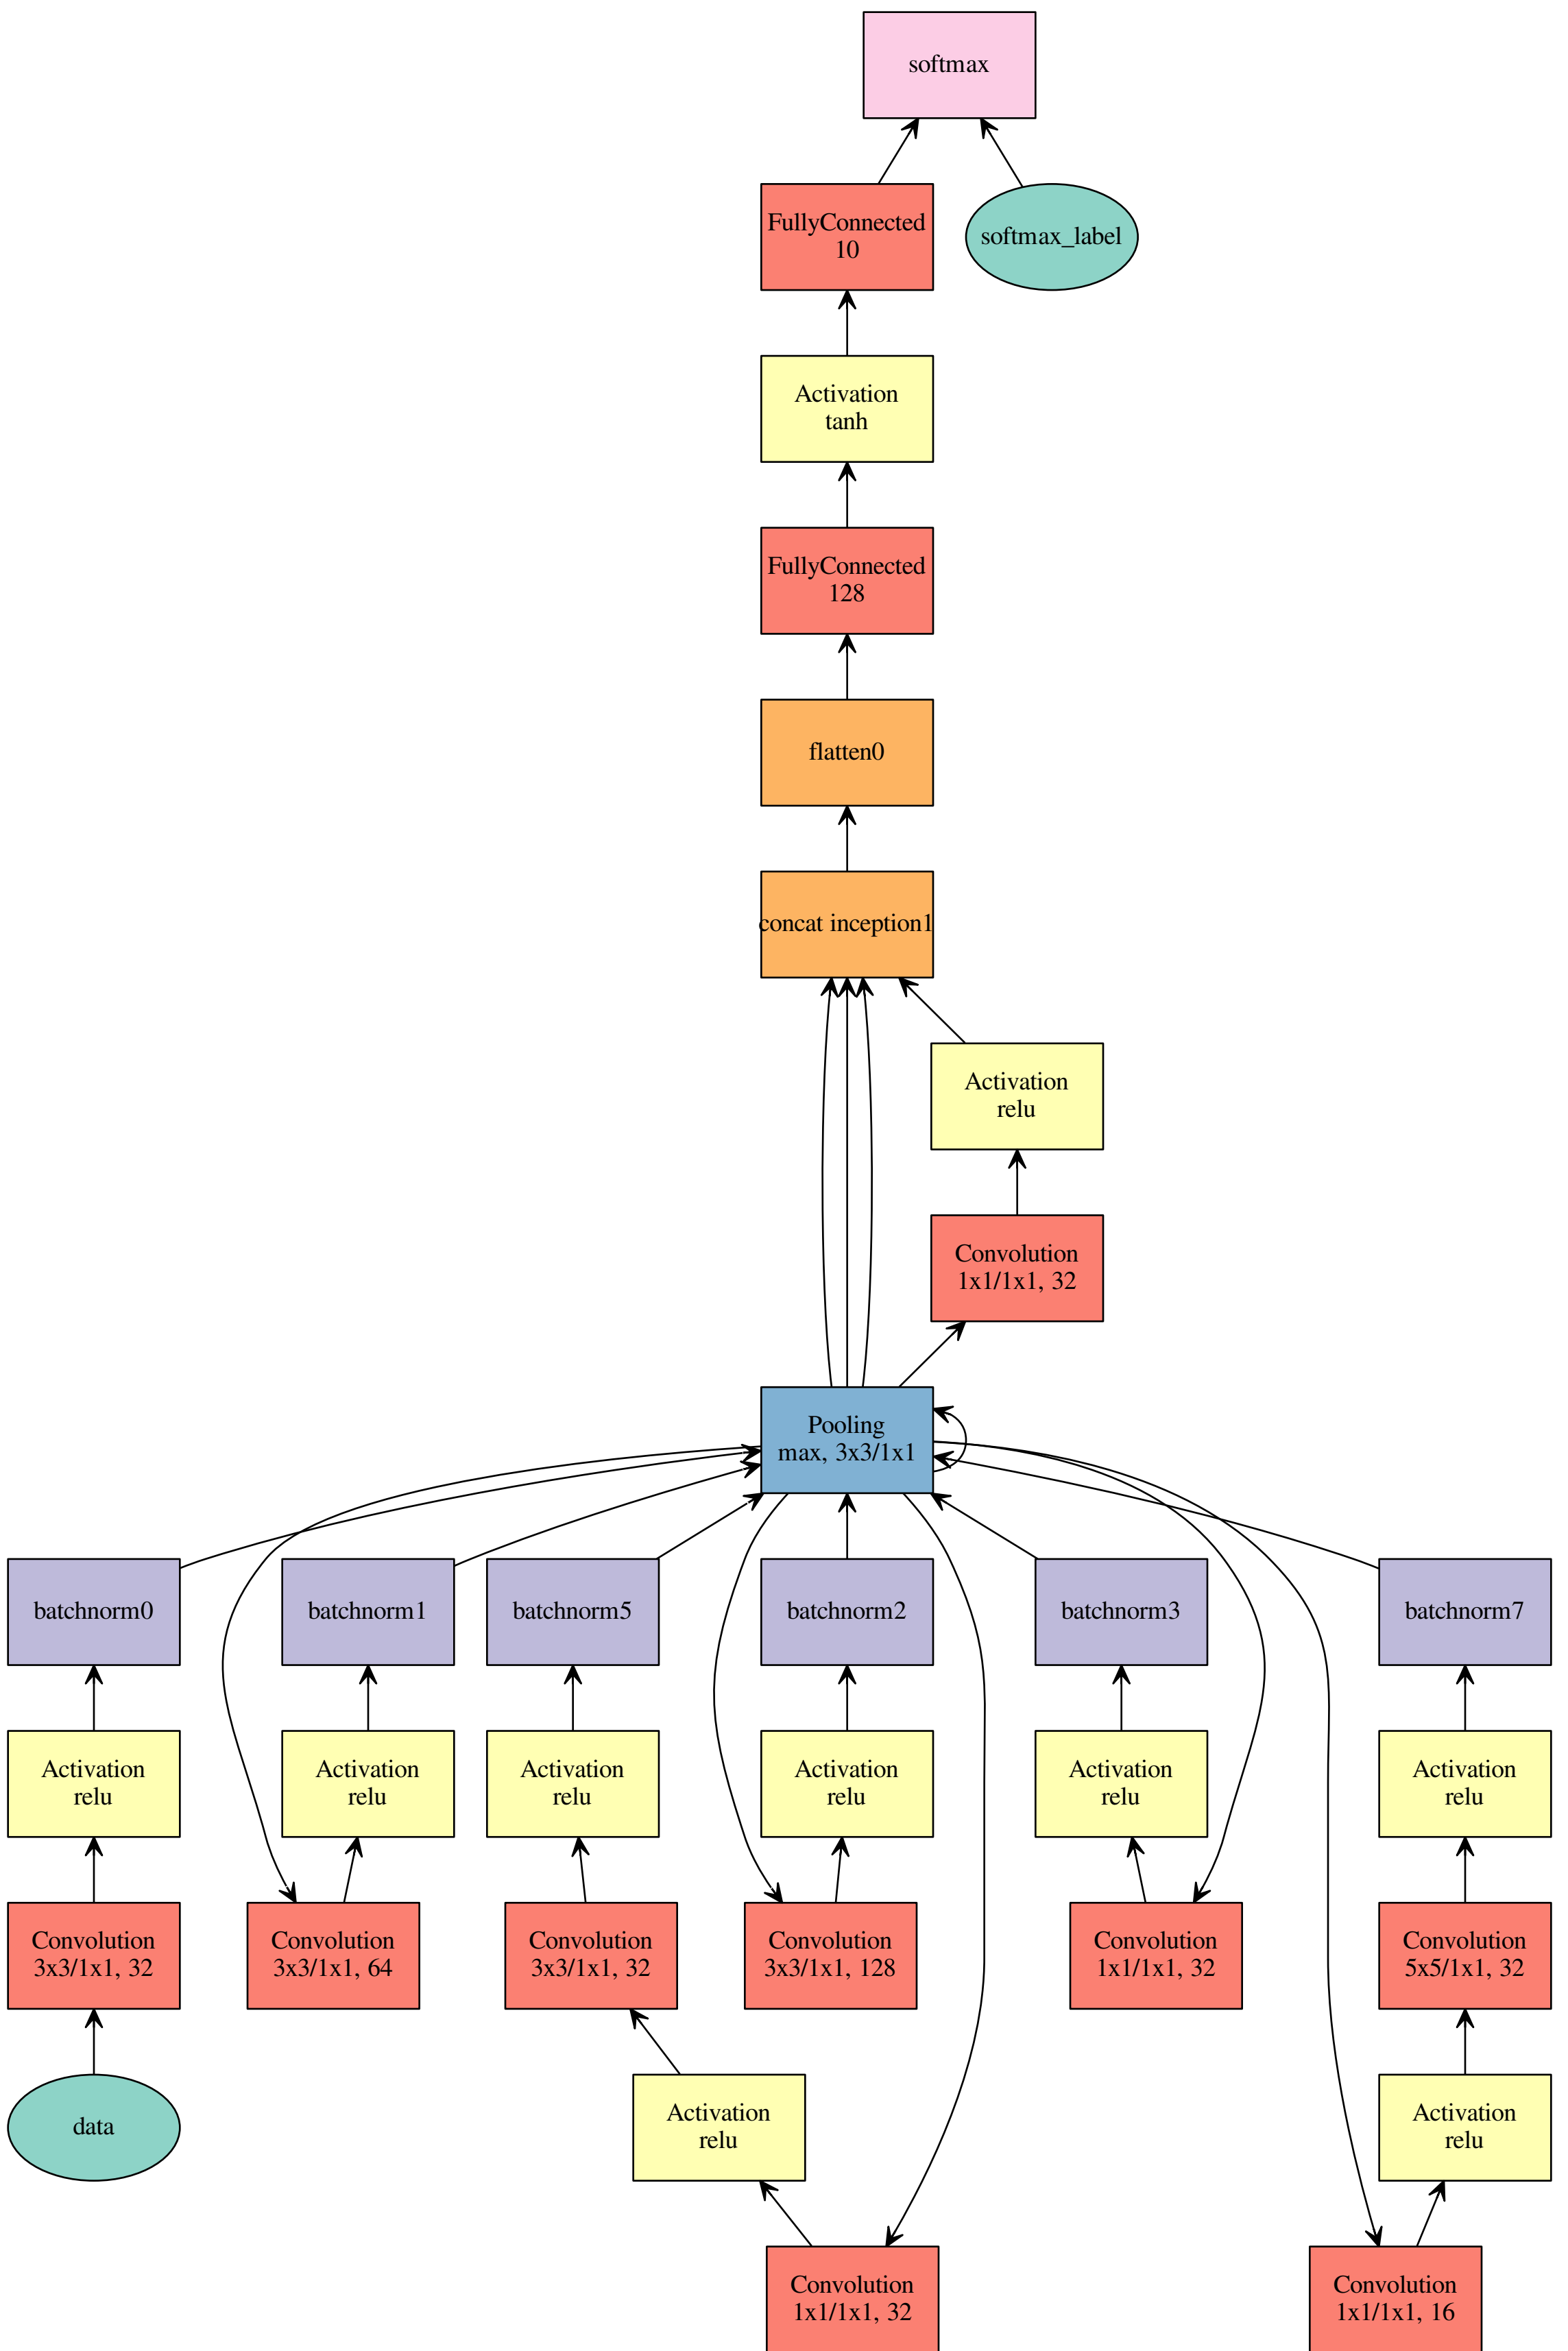 softmax
FullyConnected
10
softmax_label
Activation
tanh
FullyConnected
128
flatten0
concat inception1
Activation
relu
Convolution
1x1/1x1, 32
Pooling
max, 3x3/1x1
batchnorm0
batchnorm1
batchnorm5
batchnorm2
batchnorm3
batchnorm7
Activation
relu
Activation
relu
Activation
relu
Activation
relu
Activation
relu
Activation
relu
Convolution
3x3/1x1, 32
Convolution
3x3/1x1, 64
Convolution
3x3/1x1, 32
Convolution
3x3/1x1, 128
Convolution
1x1/1x1, 32
Convolution
5x5/1x1, 32
data
Activation
relu
Activation
relu
Convolution
1x1/1x1, 32
Convolution
1x1/1x1, 16